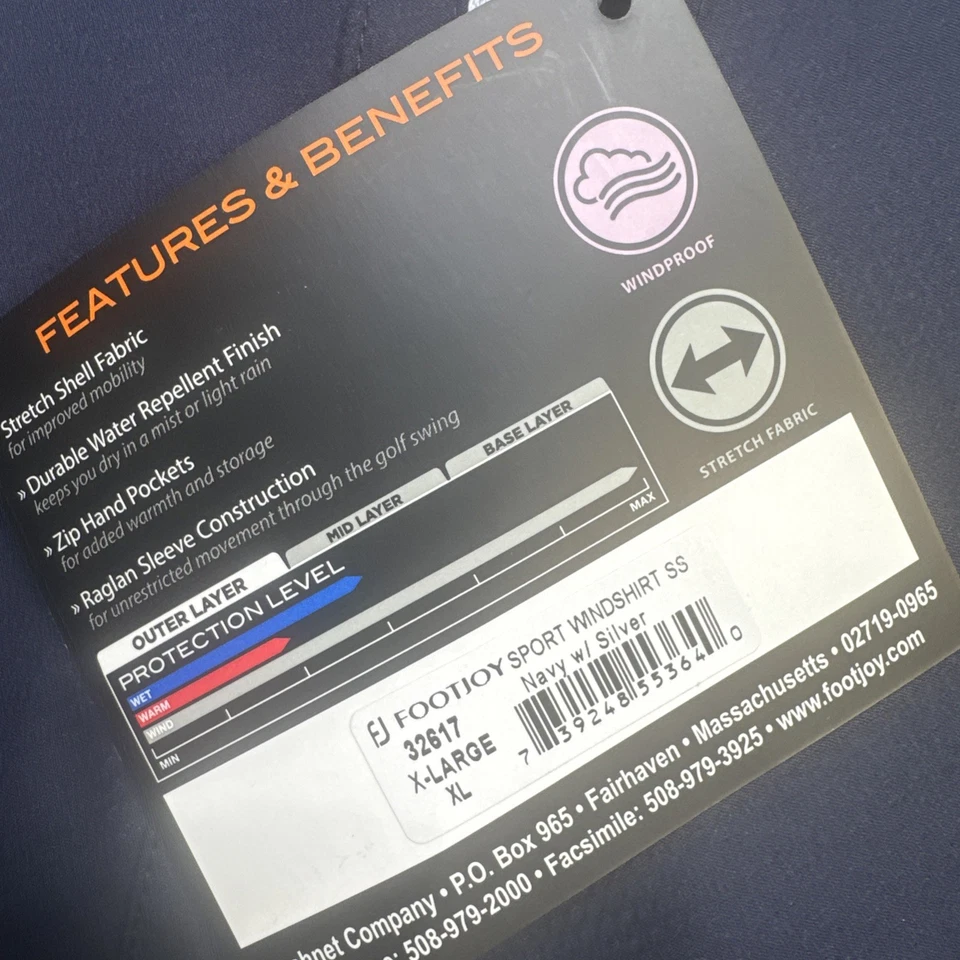 FEATURES & BENEFITS
Stretch Shell Fabric
for improved mobility
» Durable Water Repellent Finish
keeps you dry in a mist or light rain
» Zip Hand Pockets
for added warmth and storage
» Raglan Sleeve Construction
for unrestricted movement through the golf swing
WINDPROOF
STRETCH FABRIC
OUTER LAYER
MID LAYER
BASE LAYER
PROTECTION LEVEL
WET
WARM
WIND
MIN
MAX
FJ FOOTJOY SPORT WINDSHIRT SS
32617
Navy w/ Silver
X-LARGE
XL
7 39248 55364 0
Company • P.O. Box 965 • Fairhaven • Massachusetts • 02719-0965
508-979-2000 • Facsimile: 508-979-3925 • www.footjoy.com